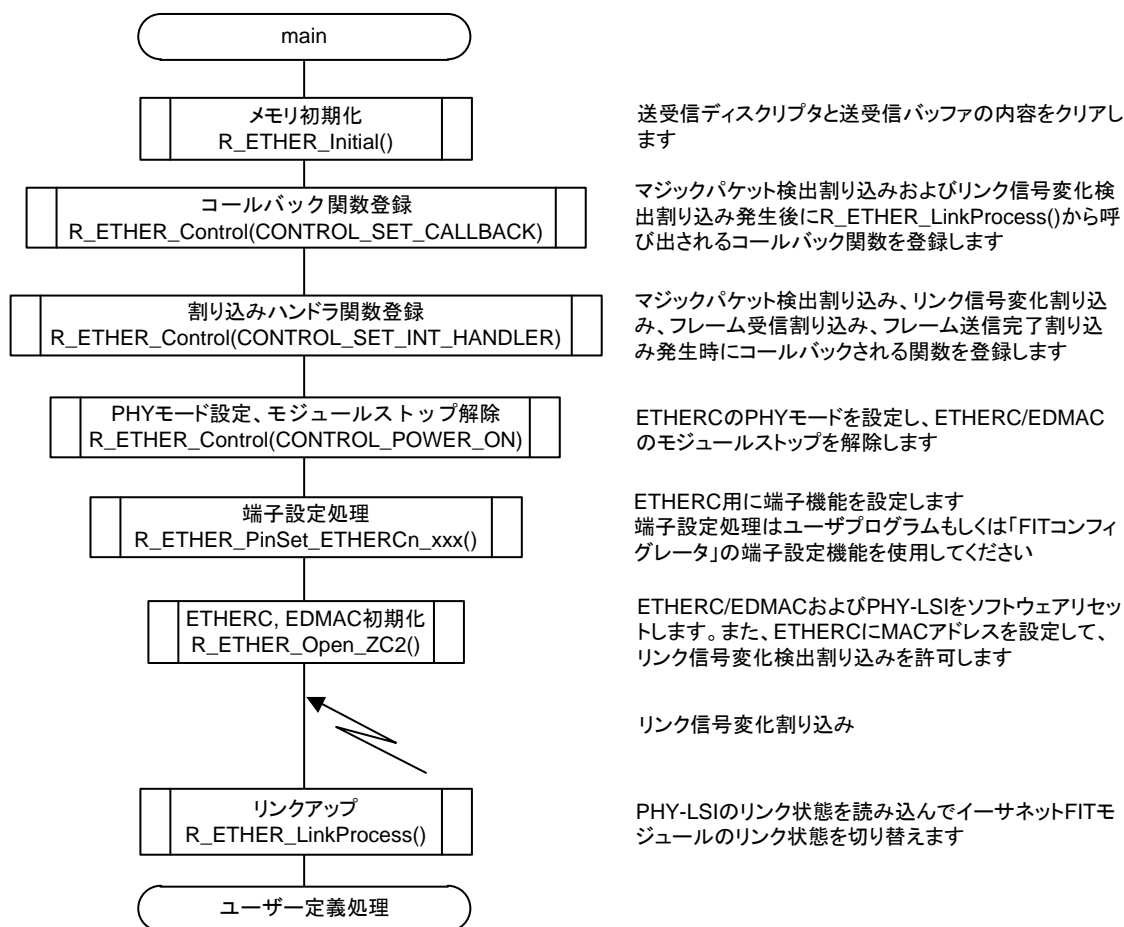 main
メモリ初期化
R_ETHER_Initial()
送受信ディスクリプタと送受信バッファの内容をクリアし
ます
コールバック関数登録
R_ETHER_Control(CONTROL_SET_CALLBACK)
マジックパケット検出割り込みおよびリンク信号変化検
出割り込み発生後にR_ETHER_LinkProcess()から呼
び出されるコールバック関数を登録します
割り込みハンドラ関数登録
R_ETHER_Control(CONTROL_SET_INT_HANDLER)
マジックパケット検出割り込み、リンク信号変化割り込
み、フレーム受信割り込み、フレーム送信完了割り込
み発生時にコールバックされる関数を登録します
PHYモード設定、モジュールストップ解除
R_ETHER_Control(CONTROL_POWER_ON)
ETHERCのPHYモードを設定し、ETHERC/EDMAC
のモジュールストップを解除します
端子設定処理
R_ETHER_PinSet_ETHERCn_xxx()
ETHERC用に端子機能を設定します
端子設定処理はユーザプログラムもしくは「FITコンフィ
グレータ」の端子設定機能を使用してください
ETHERC, EDMAC初期化
R_ETHER_Open_ZC2()
ETHERC/EDMACおよびPHY-LSIをソフトウェアリセッ
トします。また、ETHERCにMACアドレスを設定して、
リンク信号変化検出割り込みを許可します
リンク信号変化割り込み
リンクアップ
R_ETHER_LinkProcess()
PHY-LSIのリンク状態を読み込んでイーサネットFITモ
ジュールのリンク状態を切り替えます
ユーザー定義処理